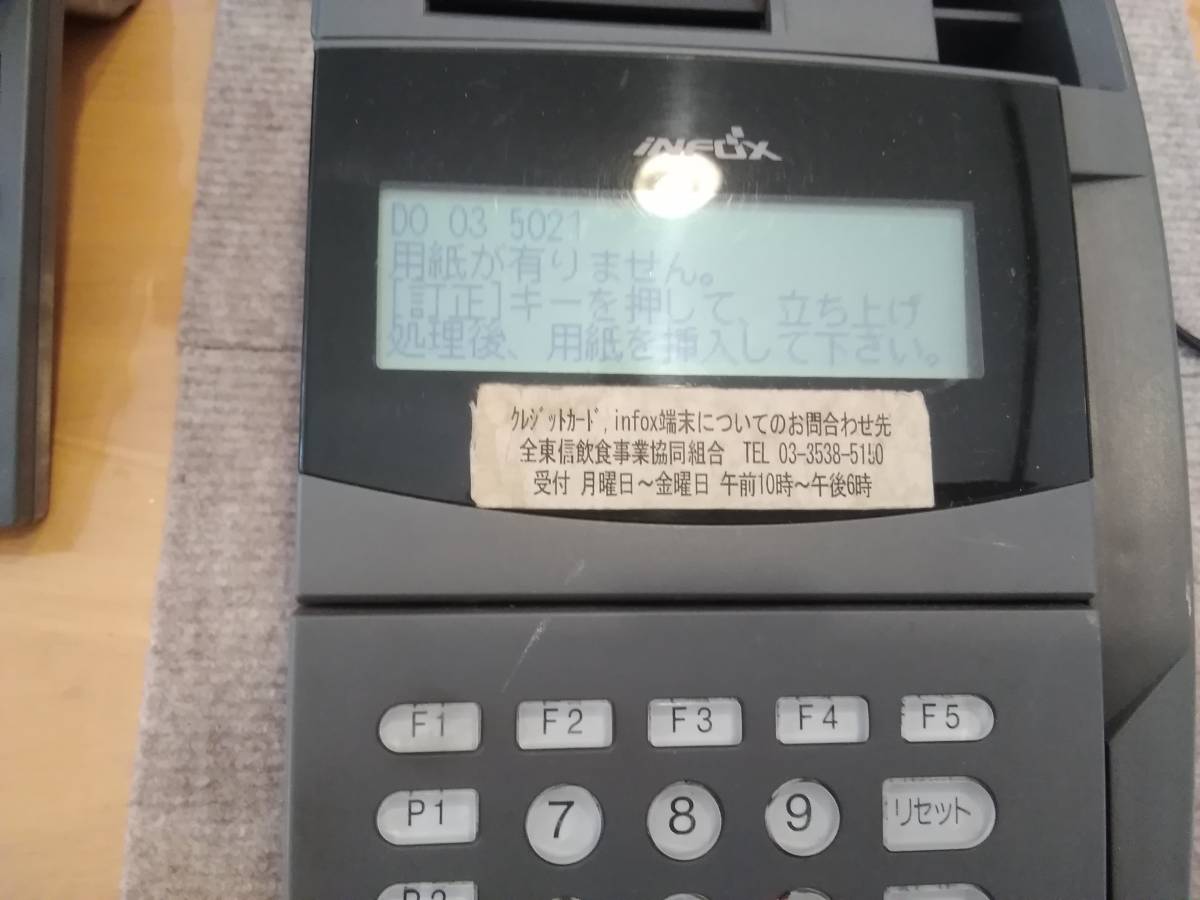 INFOX
DO 03 5021
用紙が有りません。
[訂正]キーを押して、立ち上げ
処理後、用紙を挿入して下さい。
クレジットカード,infox端末についてのお問合わせ先
全東信飲食事業協同組合 TEL 03-3538-5150
受付 月曜日～金曜日 午前10時～午後6時
F1 F2 F3 F4 F5
P1 7 8 9 リセット